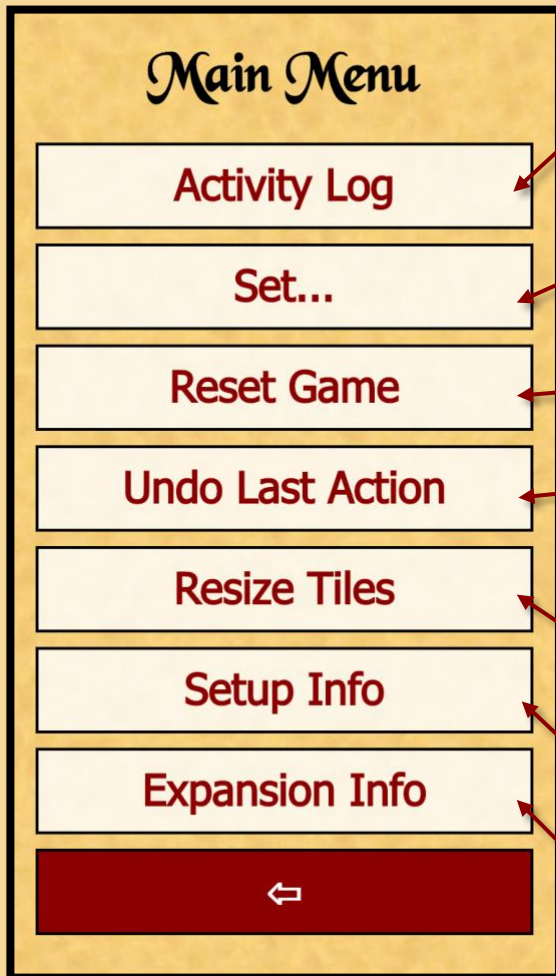 Main Menu
Activity Log
Set...
Reset Game
Undo Last Action
Resize Tiles
Setup Info
Expansion Info
⇦